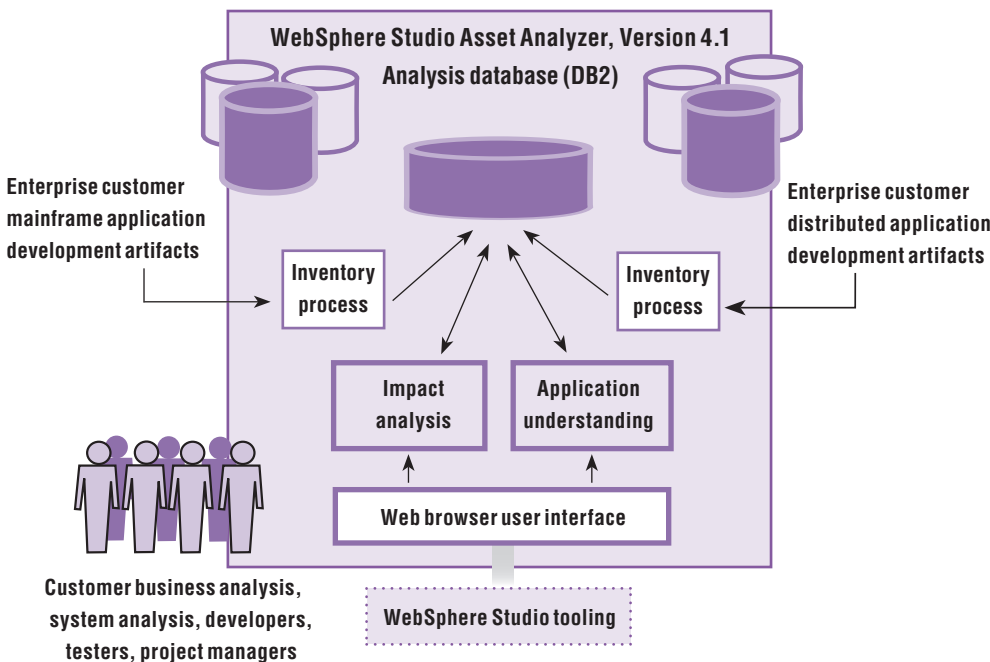 WebSphere Studio Asset Analyzer, Version 4.1
Analysis database (DB2)
Enterprise customer
mainframe application
development artifacts
Enterprise customer
distributed application
development artifacts
Inventory
process
Inventory
process
Impact
analysis
Application
understanding
Web browser user interface
Customer business analysis,
system analysis, developers,
testers, project managers
WebSphere Studio tooling